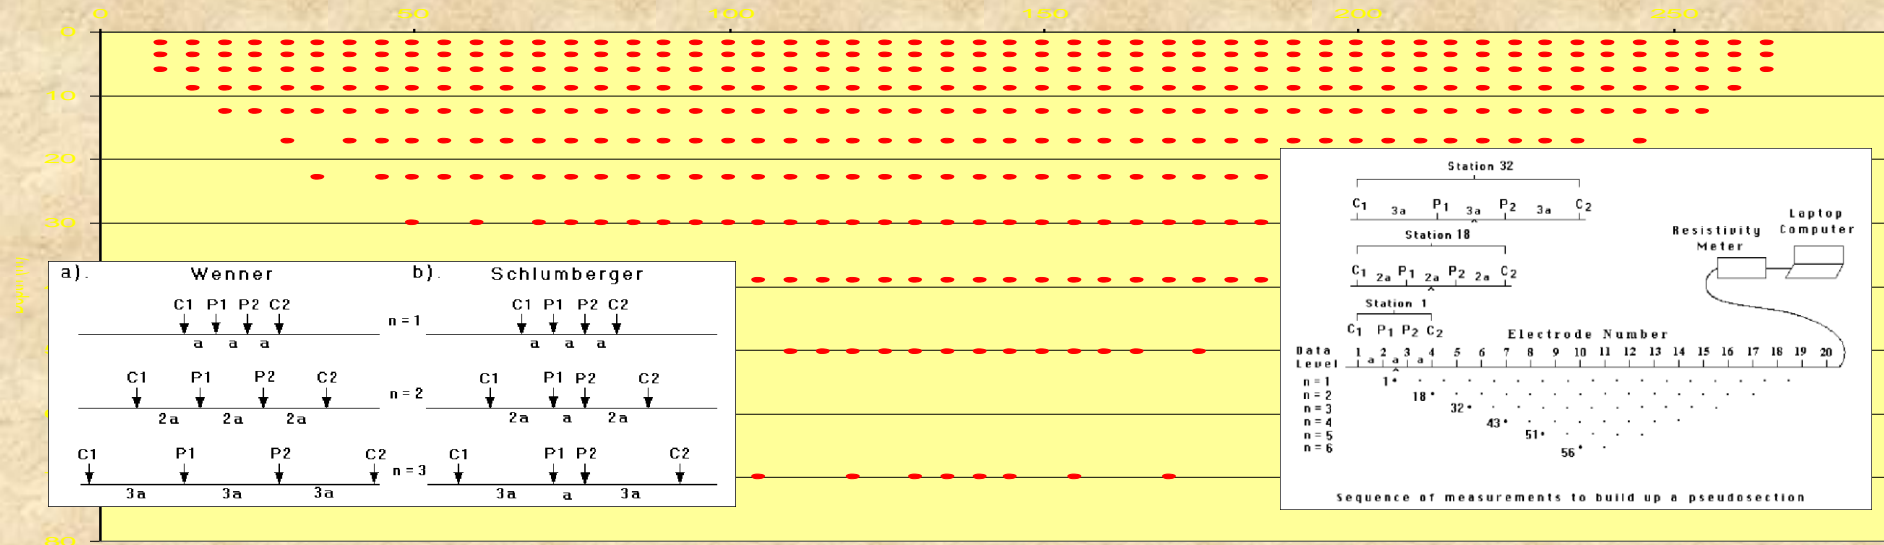 0 50 100 150 200 250
0
10
20
30
60
a). Wenner b). Schlumberger
C1 P1 P2 C2 n = 1 C1 P1 P2 C2
a a a a a a
C1 P1 P2 C2 n = 2 C1 P1 P2 C2
2a 2a 2a 2a a 2a
C1 P1 P2 C2 n = 3 C1 P1 P2 C2
3a 3a 3a 3a a 3a
Station 32
C1 3a P1 3a P2 3a C2
Station 18
C1 2a P1 2a P2 2a C2
Station 1
C1 P1 P2 C2
Resistivity Meter
Laptop Computer
Electrode Number
Data Level
1 2 3 4 5 6 7 8 9 10 11 12 13 14 15 16 17 18 19 20
a a a
n = 1 1
n = 2 18
n = 3 32
n = 4 43
n = 5 51
n = 6 56
Sequence of measurements to build up a pseudosection